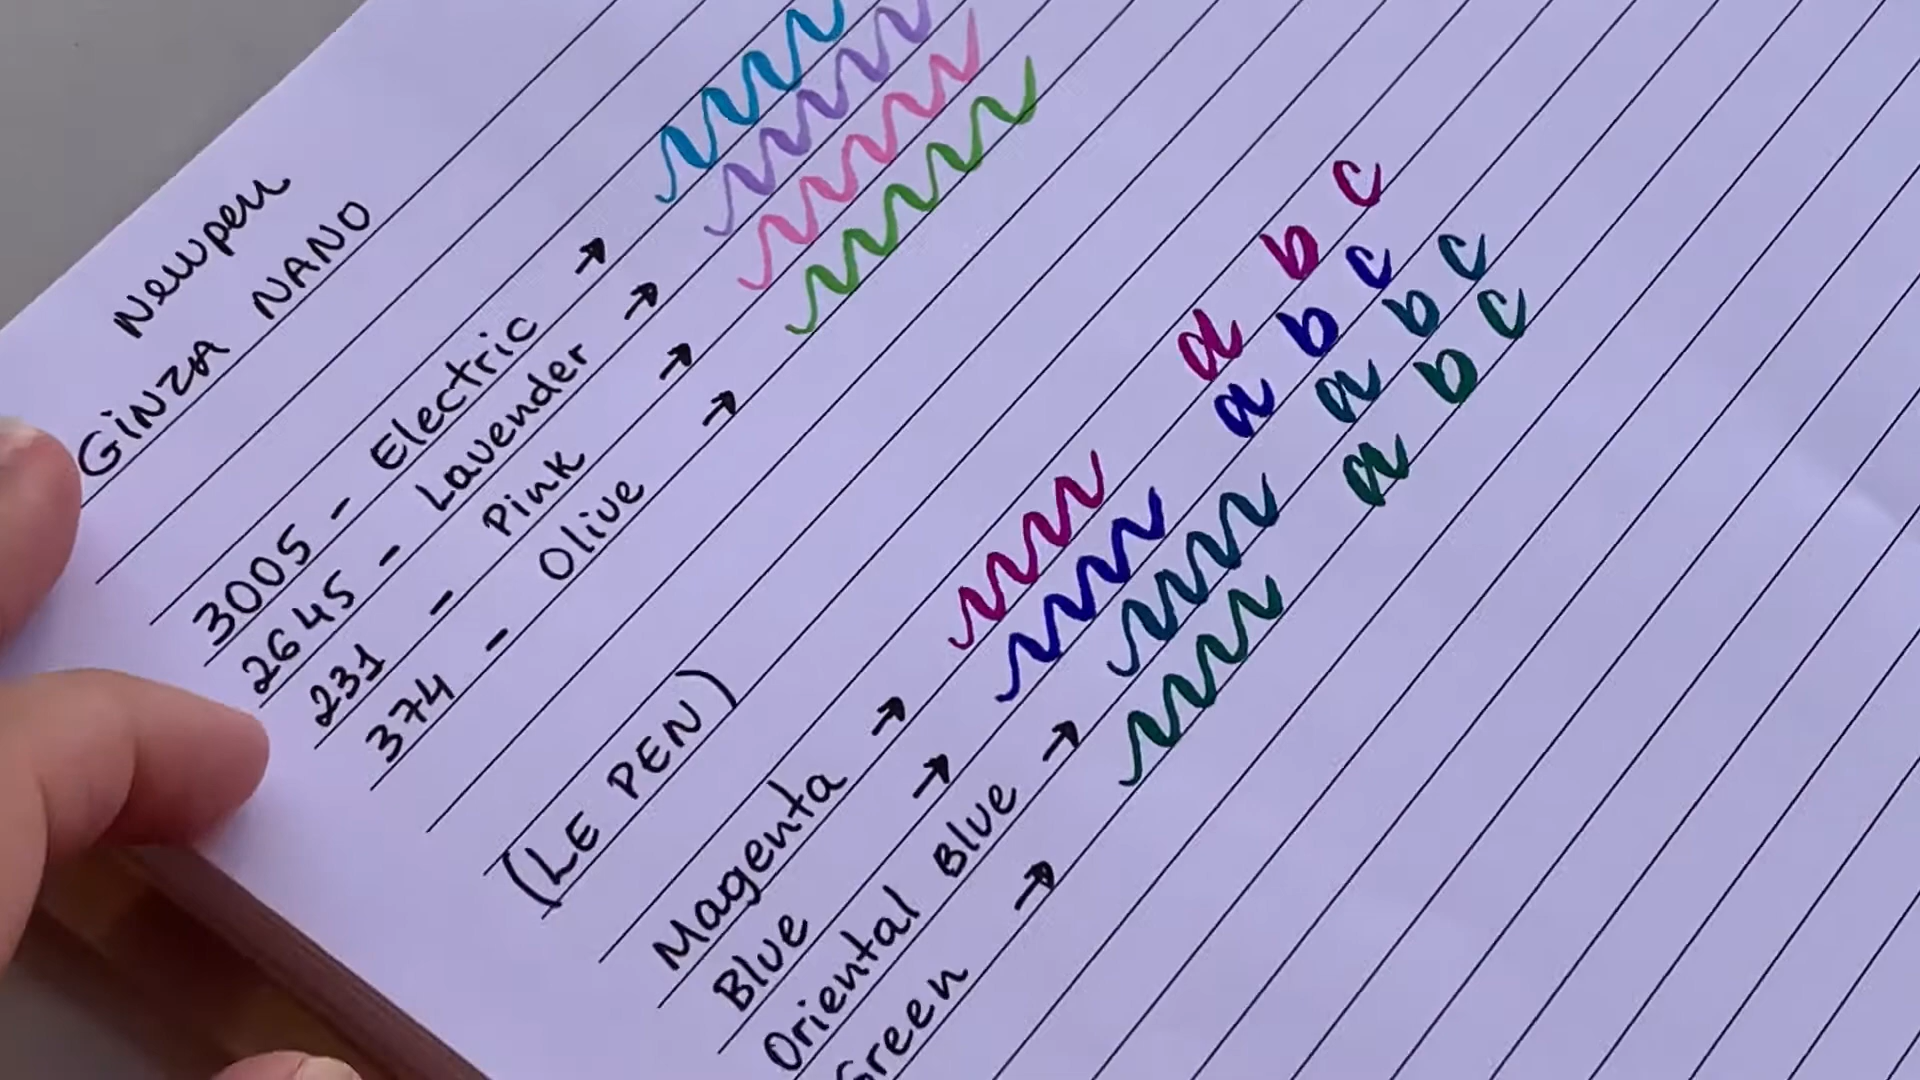 Newpen
GiNZA NANO
3005 - Electric →
2645 - Lavender →
231 - Pink →
374 - Olive →
(LE PEN)
Magenta → a b c
Blue → a b c
Oriental Blue → a b c
Green → a b c